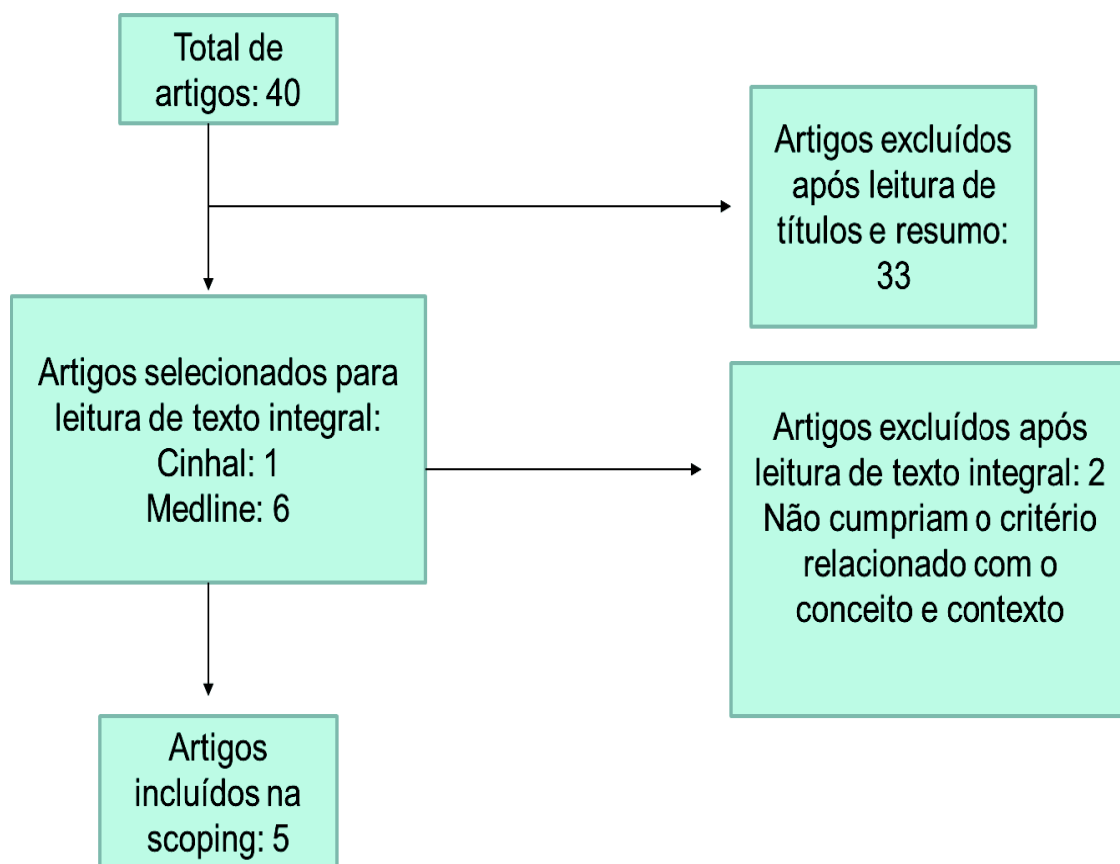 Total de
artigos: 40
Artigos excluídos
após leitura de
títulos e resumo:
33
Artigos selecionados para
leitura de texto integral:
Cinhal: 1
Medline: 6
Artigos excluídos após
leitura de texto integral: 2
Não cumpriam o critério
relacionado com o
conceito e contexto
Artigos
incluídos na
scoping: 5